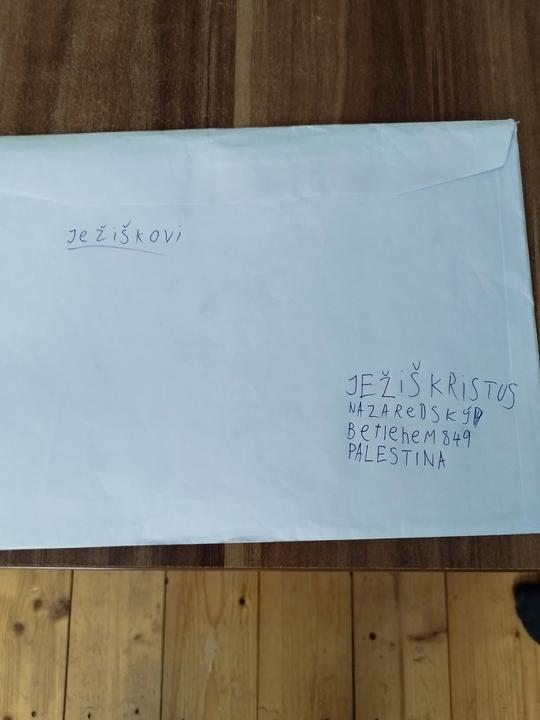 JeŽiŠKOVi
JEŽiŠ KRiSTUS
NAZAReDSKÝ
BetleheM 849
PALESTINA